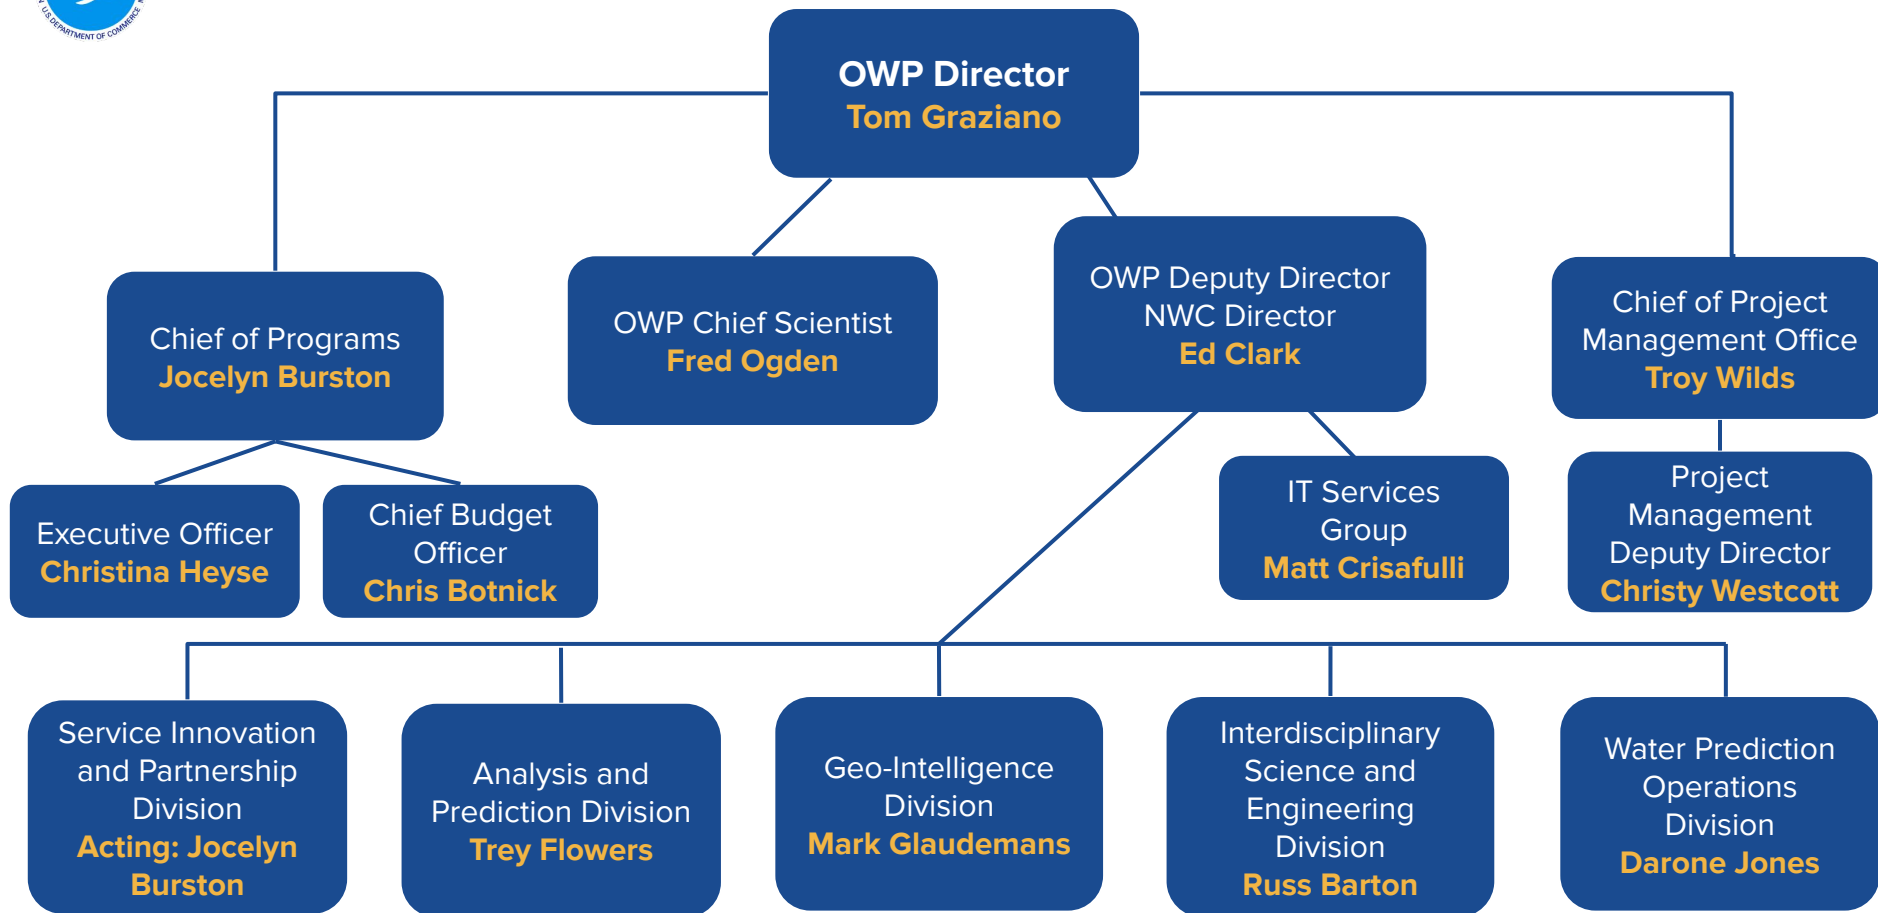 U.S. DEPARTMENT OF COMMERCE
OWP Director
Tom Graziano
Chief of Programs
Jocelyn Burston
OWP Chief Scientist
Fred Ogden
OWP Deputy Director
NWC Director
Ed Clark
Chief of Project
Management Office
Troy Wilds
Executive Officer
Christina Heyse
Chief Budget
Officer
Chris Botnick
IT Services
Group
Matt Crisafulli
Project
Management
Deputy Director
Christy Westcott
Service Innovation
and Partnership
Division
Acting: Jocelyn
Burston
Analysis and
Prediction Division
Trey Flowers
Geo-Intelligence
Division
Mark Glaudemans
Interdisciplinary
Science and
Engineering
Division
Russ Barton
Water Prediction
Operations
Division
Darone Jones